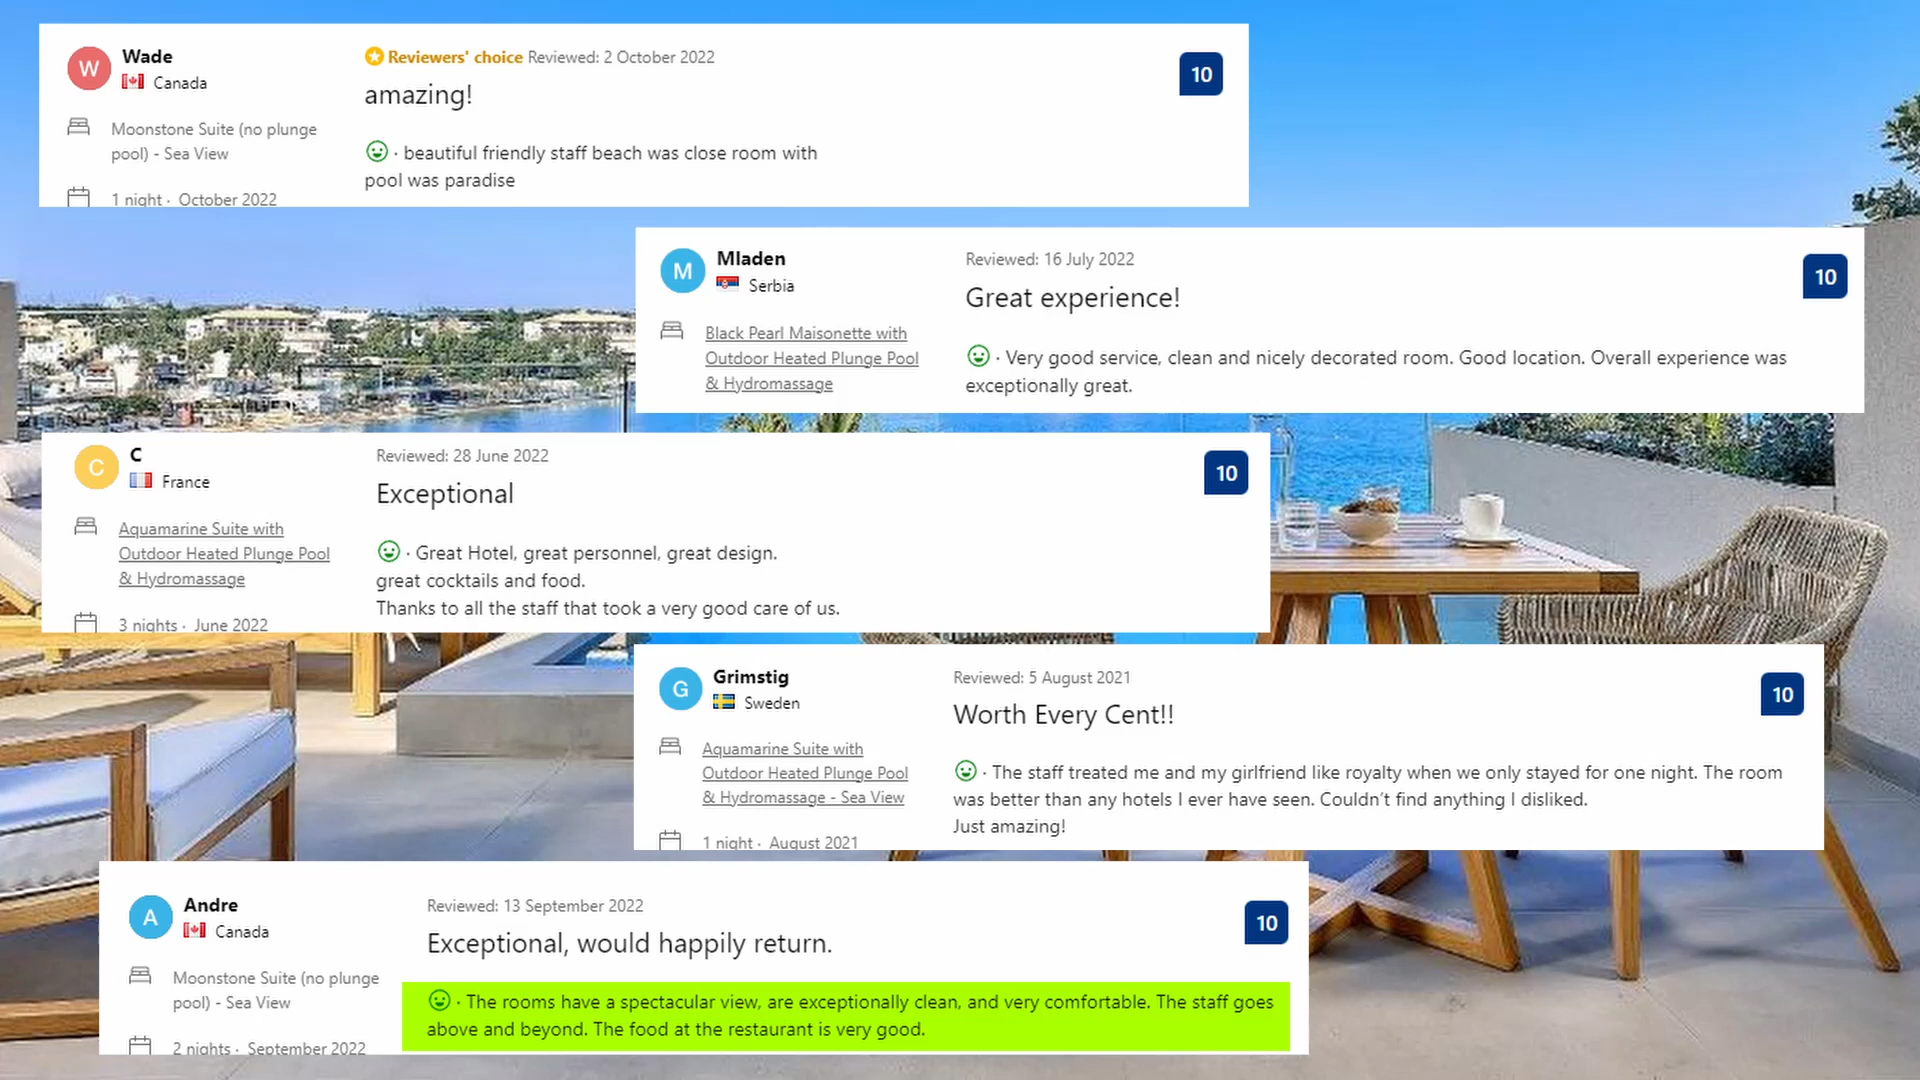 W
Wade
Canada
Moonstone Suite (no plunge
pool) - Sea View
1 night · October 2022
Reviewers' choice Reviewed: 2 October 2022
amazing!
· beautiful friendly staff beach was close room with
pool was paradise
10
M
Mladen
Serbia
Black Pearl Maisonette with
Outdoor Heated Plunge Pool
& Hydromassage
Reviewed: 16 July 2022
Great experience!
· Very good service, clean and nicely decorated room. Good location. Overall experience was
exceptionally great.
10
C
C
France
Aquamarine Suite with
Outdoor Heated Plunge Pool
& Hydromassage
3 nights · June 2022
Reviewed: 28 June 2022
Exceptional
· Great Hotel, great personnel, great design.
great cocktails and food.
Thanks to all the staff that took a very good care of us.
10
G
Grimstig
Sweden
Aquamarine Suite with
Outdoor Heated Plunge Pool
& Hydromassage - Sea View
1 night · August 2021
Reviewed: 5 August 2021
Worth Every Cent!!
· The staff treated me and my girlfriend like royalty when we only stayed for one night. The room
was better than any hotels I ever have seen. Couldn't find anything I disliked.
Just amazing!
10
A
Andre
Canada
Moonstone Suite (no plunge
pool) - Sea View
2 nights · September 2022
Reviewed: 13 September 2022
Exceptional, would happily return.
· The rooms have a spectacular view, are exceptionally clean, and very comfortable. The staff goes
above and beyond. The food at the restaurant is very good.
10